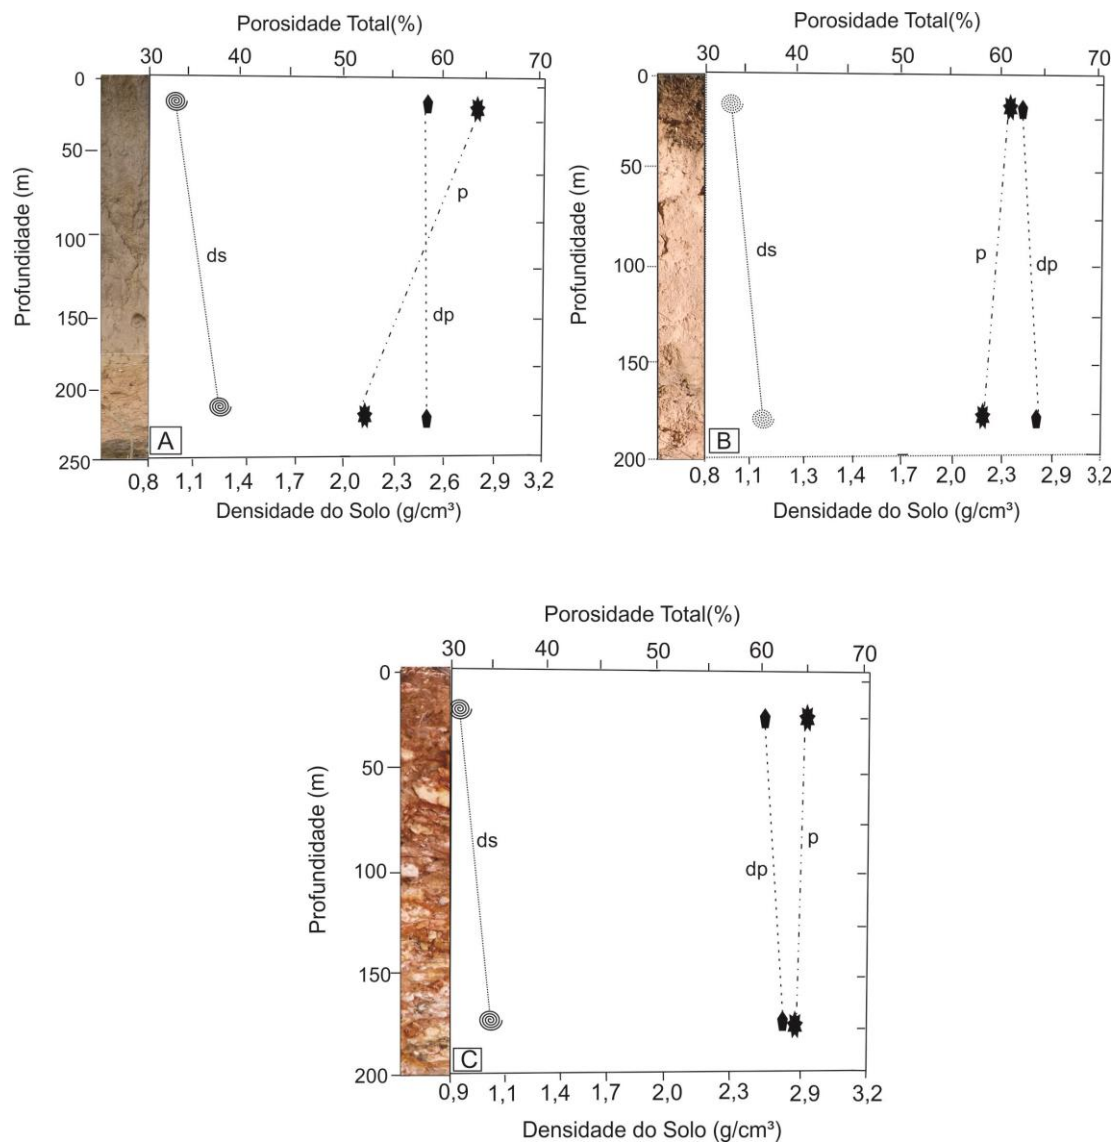 Porosidade Total(%)
30 40 50 60 70
Profundidade (m)
0
50
100
150
200
250
ds
p
dp
A
0,8 1,1 1,4 1,7 2,0 2,3 2,6 2,9 3,2
Densidade do Solo (g/cm³)
Porosidade Total(%)
30 40 50 60 70
Profundidade (m)
0
50
100
150
200
ds
p
dp
B
0,8 1,1 1,3 1,4 1,7 2,0 2,3 2,9 3,2
Densidade do Solo (g/cm³)
Porosidade Total(%)
30 40 50 60 70
Profundidade (m)
0
50
100
150
200
ds
dp
p
C
0,9 1,1 1,4 1,7 2,0 2,3 2,9 3,2
Densidade do Solo (g/cm³)